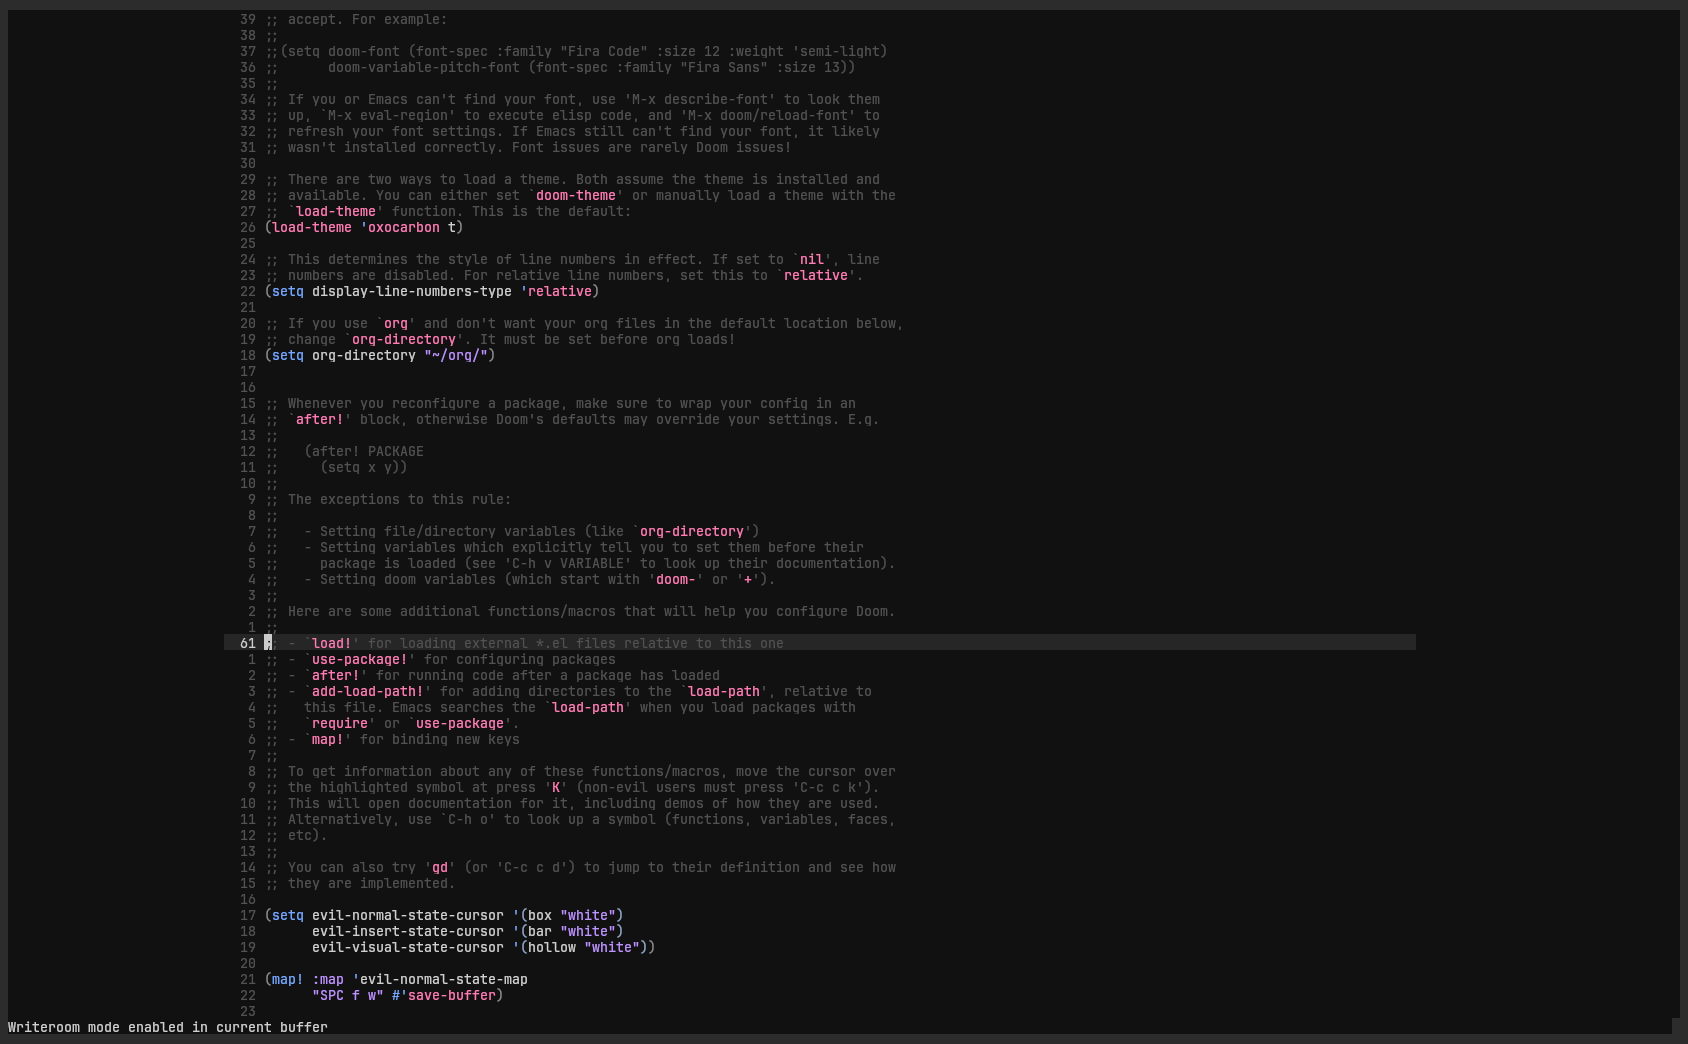 39 ;; accept. For example:
38 ;;
37 ;;(setq doom-font (font-spec :family "Fira Code" :size 12 :weight 'semi-light)
36 ;;      doom-variable-pitch-font (font-spec :family "Fira Sans" :size 13))
35 ;;
34 ;; If you or Emacs can't find your font, use 'M-x describe-font' to look them
33 ;; up, `M-x eval-region' to execute elisp code, and 'M-x doom/reload-font' to
32 ;; refresh your font settings. If Emacs still can't find your font, it likely
31 ;; wasn't installed correctly. Font issues are rarely Doom issues!
30
29 ;; There are two ways to load a theme. Both assume the theme is installed and
28 ;; available. You can either set `doom-theme' or manually load a theme with the
27 ;; `load-theme' function. This is the default:
26 (load-theme 'oxocarbon t)
25
24 ;; This determines the style of line numbers in effect. If set to `nil', line
23 ;; numbers are disabled. For relative line numbers, set this to `relative'.
22 (setq display-line-numbers-type 'relative)
21
20 ;; If you use `org' and don't want your org files in the default location below,
19 ;; change `org-directory'. It must be set before org loads!
18 (setq org-directory "~/org/")
17
16
15 ;; Whenever you reconfigure a package, make sure to wrap your config in an
14 ;; `after!' block, otherwise Doom's defaults may override your settings. E.g.
13 ;;
12 ;;   (after! PACKAGE
11 ;;     (setq x y))
10 ;;
9 ;; The exceptions to this rule:
8 ;;
7 ;;   - Setting file/directory variables (like `org-directory')
6 ;;   - Setting variables which explicitly tell you to set them before their
5 ;;     package is loaded (see 'C-h v VARIABLE' to look up their documentation).
4 ;;   - Setting doom variables (which start with 'doom-' or '+').
3 ;;
2 ;; Here are some additional functions/macros that will help you configure Doom.
1 ;;
61 ;; - `load!' for loading external *.el files relative to this one
1 ;; - `use-package!' for configuring packages
2 ;; - `after!' for running code after a package has loaded
3 ;; - `add-load-path!' for adding directories to the `load-path', relative to
4 ;;   this file. Emacs searches the `load-path' when you load packages with
5 ;;   `require' or `use-package'.
6 ;; - `map!' for binding new keys
7 ;;
8 ;; To get information about any of these functions/macros, move the cursor over
9 ;; the highlighted symbol at press 'K' (non-evil users must press 'C-c c k').
10 ;; This will open documentation for it, including demos of how they are used.
11 ;; Alternatively, use `C-h o' to look up a symbol (functions, variables, faces,
12 ;; etc).
13 ;;
14 ;; You can also try 'gd' (or 'C-c c d') to jump to their definition and see how
15 ;; they are implemented.
16
17 (setq evil-normal-state-cursor '(box "white")
18       evil-insert-state-cursor '(bar "white")
19       evil-visual-state-cursor '(hollow "white"))
20
21 (map! :map 'evil-normal-state-map
22       "SPC f w" #'save-buffer)
23
Writeroom mode enabled in current buffer